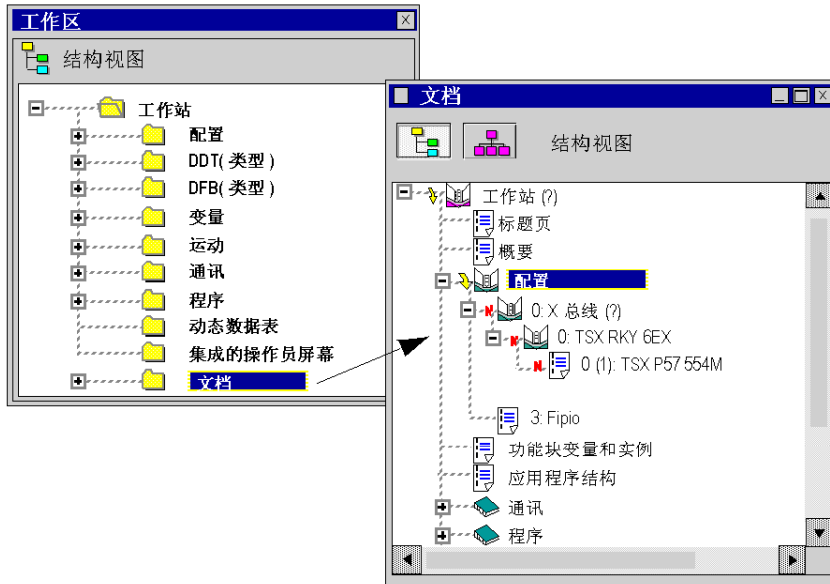 工作区
结构视图
工作站
配置
DDT( 类型 )
DFB( 类型 )
变量
运动
通讯
程序
动态数据表
集成的操作员屏幕
文档
文档
结构视图
工作站 (?)
标题页
概要
配置
N 0: X 总线 (?)
N 0: TSX RKY 6EX
N 0 (1): TSX P57 554M
3: Fipio
功能块变量和实例
应用程序结构
通讯
程序